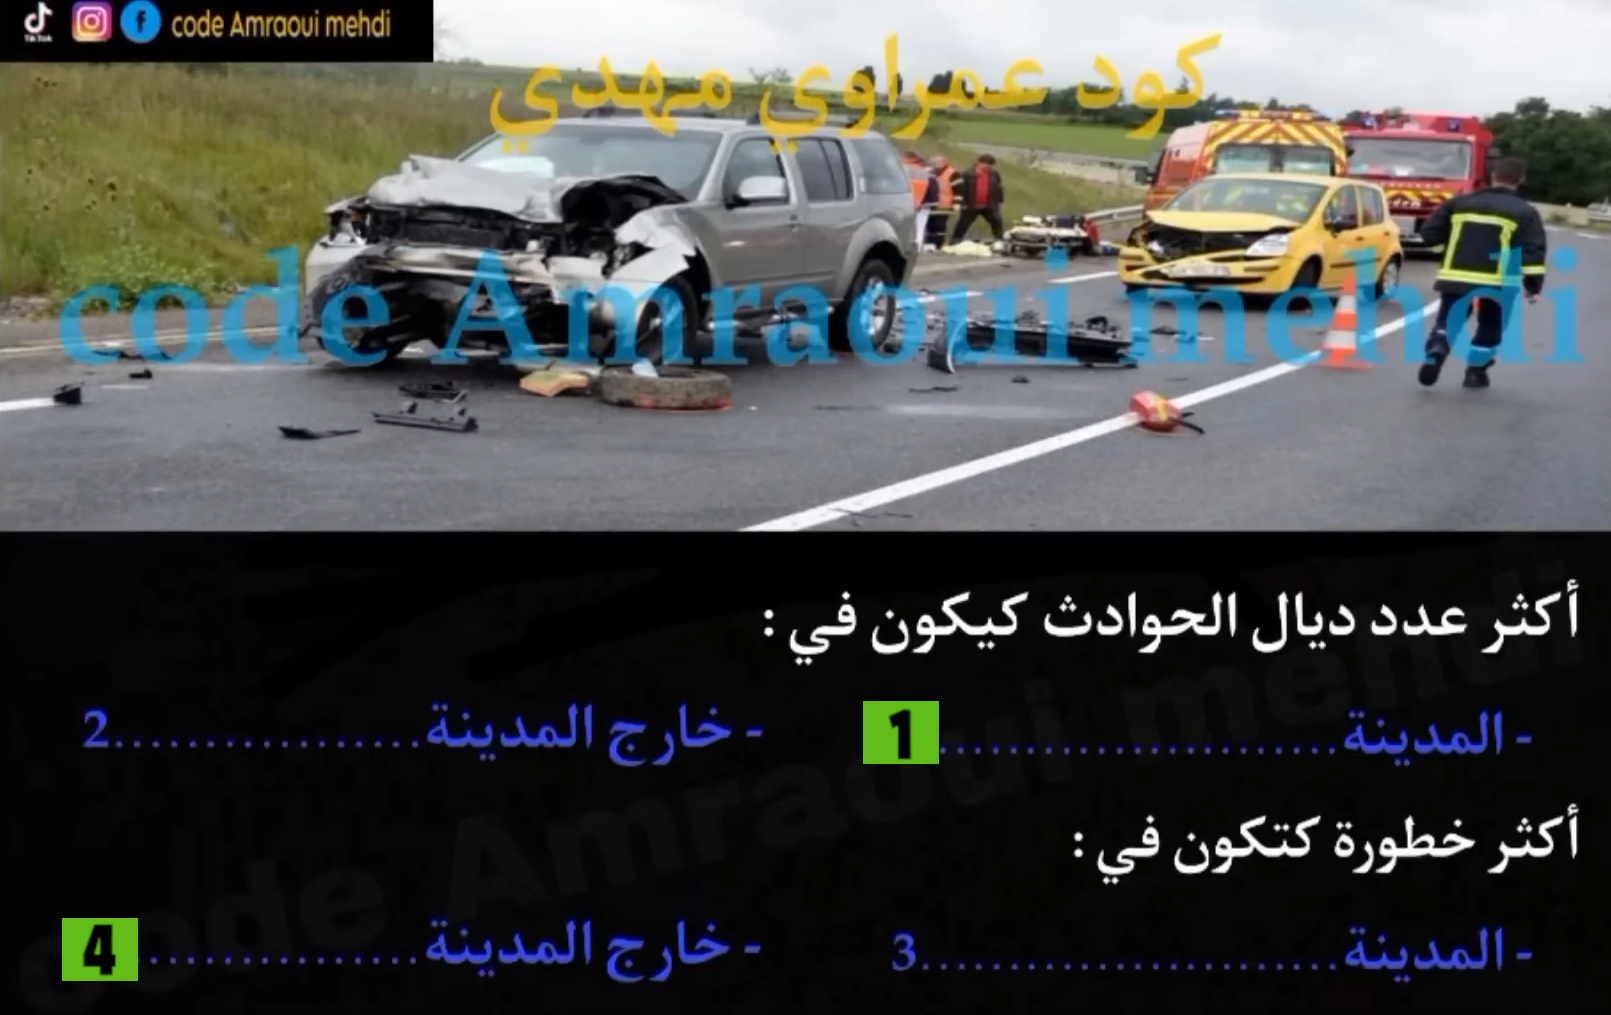 code Amraoui mehdi
كود عمراوي مهدي
code Amraoui mehdi
أكثر عدد ديال الحوادث كيكون في :
- المدينة.......................1
- خارج المدينة.................2
أكثر خطورة كتكون في :
- المدينة.......................3
- خارج المدينة.................4
code Amraoui mehdi